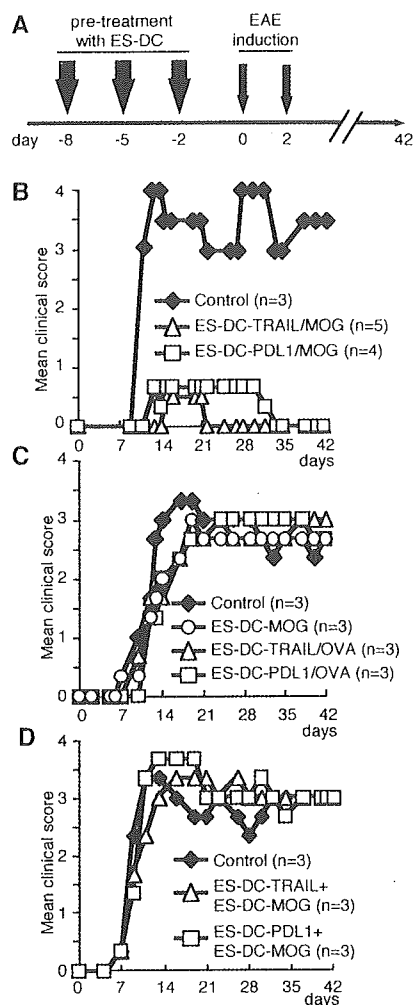 A
pre-treatment with ES-DC
EAE induction
day -8 -5 -2 0 2 42
B
Mean clinical score
4
3
2
1
0
Control (n=3)
ES-DC-TRAIL/MOG (n=5)
ES-DC-PDL1/MOG (n=4)
0 7 14 21 28 35 42
days
C
Mean clinical score
4
3
2
1
0
Control (n=3)
ES-DC-MOG (n=3)
ES-DC-TRAIL/OVA (n=3)
ES-DC-PDL1/OVA (n=3)
0 7 14 21 28 35 42
days
D
Mean clinical score
4
3
2
1
0
Control (n=3)
ES-DC-TRAIL+
ES-DC-MOG (n=3)
ES-DC-PDL1+
ES-DC-MOG (n=3)
0 7 14 21 28 35 42
days